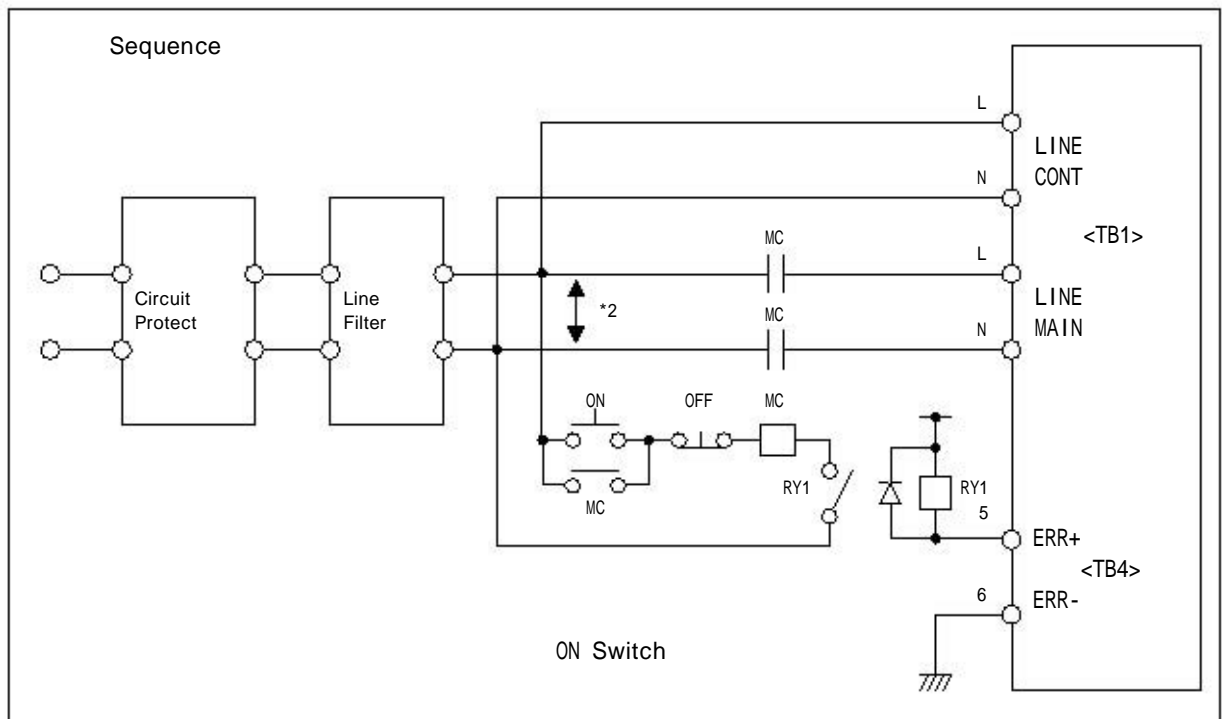 Sequence
L
LINE
CONT
N
<TB1>
MC
L
Circuit
Protect
Line
Filter
*2
LINE
MAIN
MC
N
ON
OFF
MC
MC
RY1
RY1
5
ERR+
<TB4>
6
ERR-
ON Switch